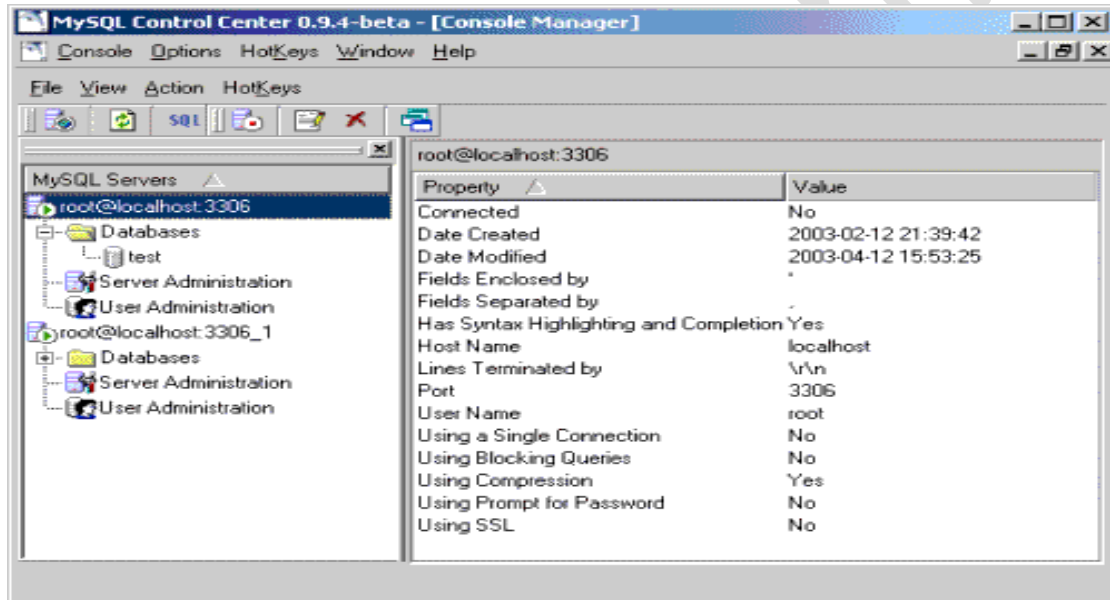 MySQL Control Center 0.9.4-beta - [Console Manager]
Console Options HotKeys Window Help
File View Action HotKeys
SQL
MySQL Servers
root@localhost:3306
Databases
test
Server Administration
User Administration
root@localhost:3306_1
Databases
Server Administration
User Administration
root@localhost:3306
Property Value
Connected No
Date Created 2003-02-12 21:39:42
Date Modified 2003-04-12 15:53:25
Fields Enclosed by
Fields Separated by
Has Syntax Highlighting and Completion Yes
Host Name localhost
Lines Terminated by \r\n
Port 3306
User Name root
Using a Single Connection No
Using Blocking Queries No
Using Compression Yes
Using Prompt for Password No
Using SSL No